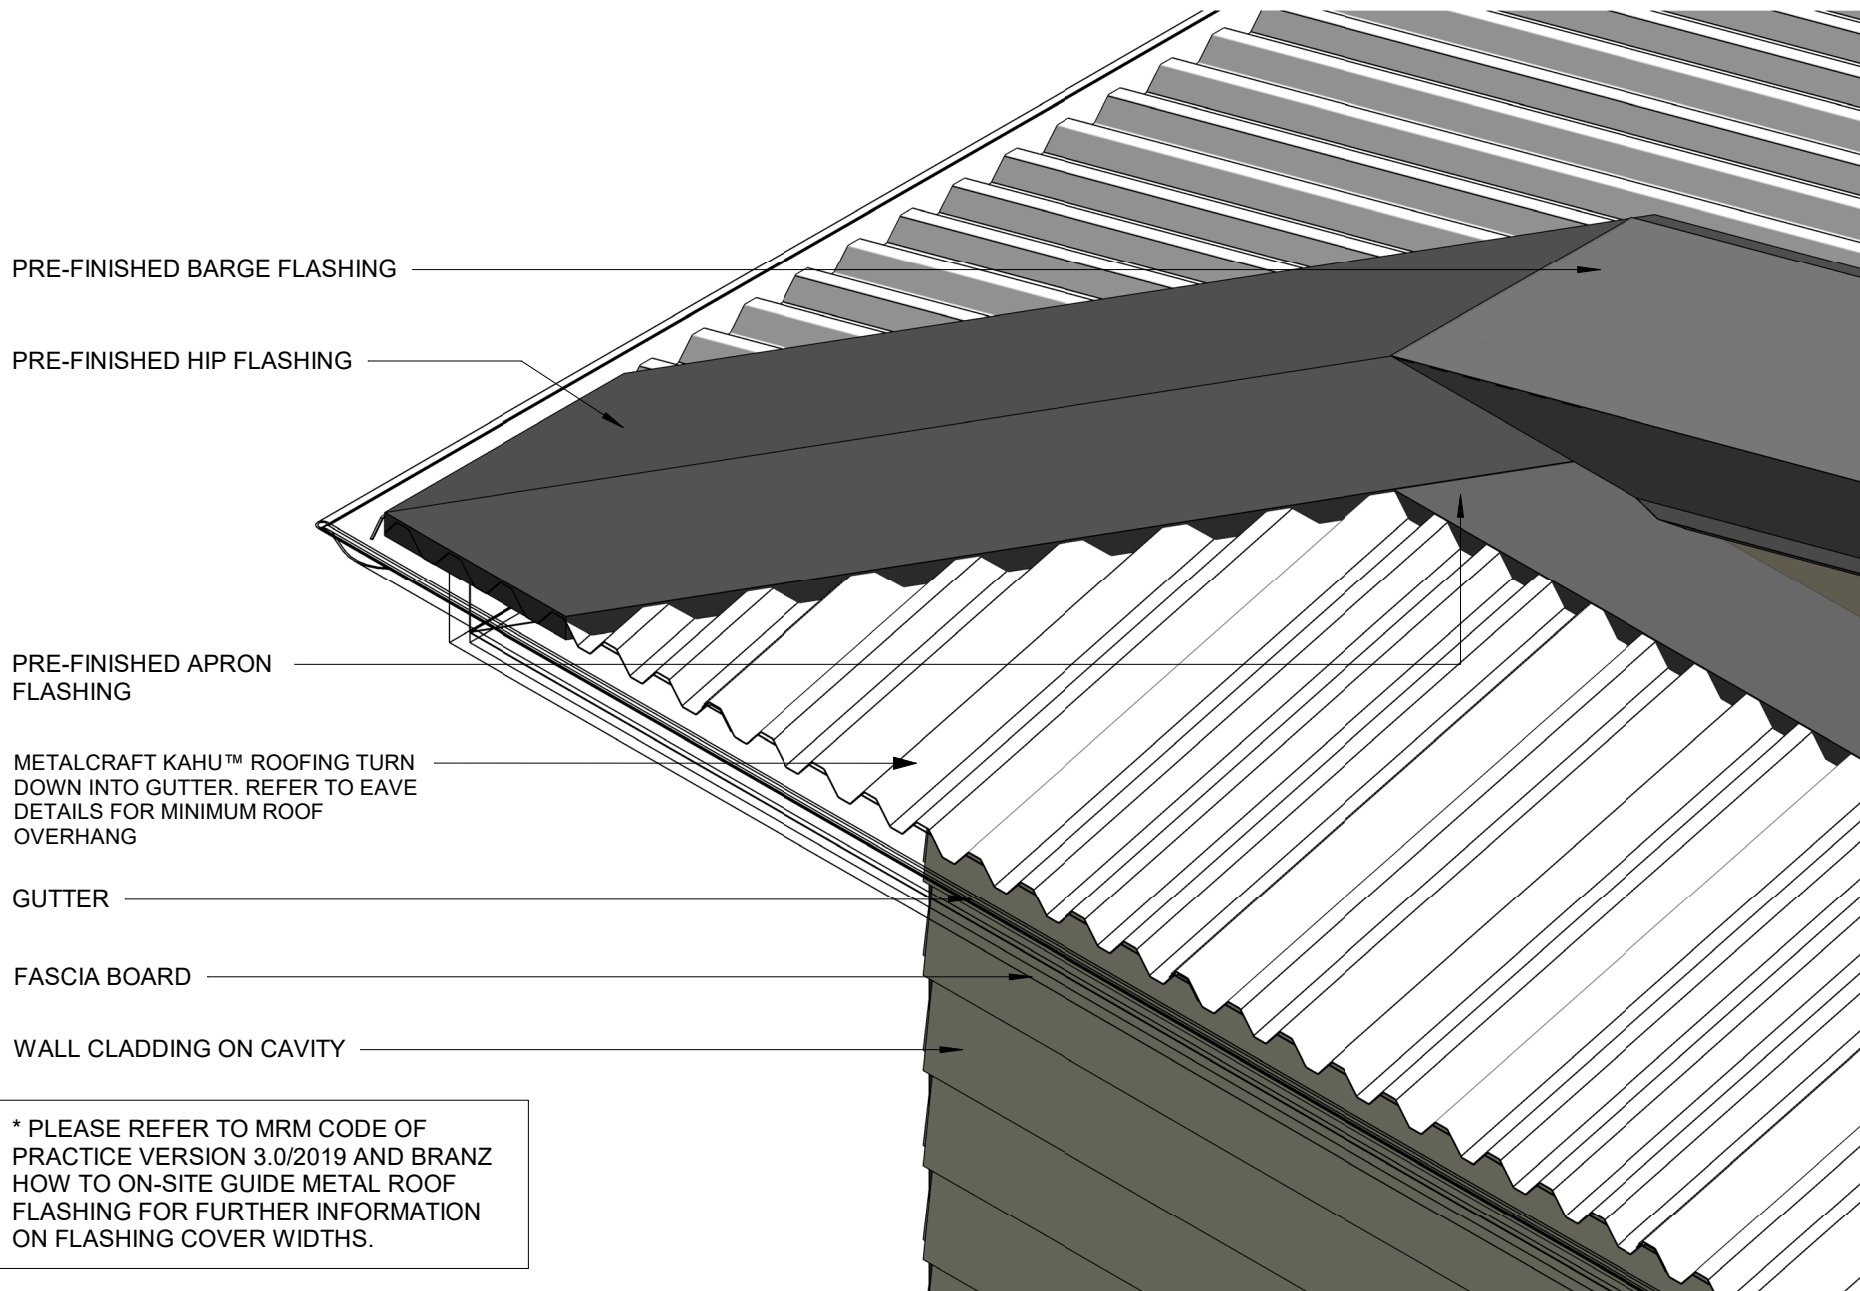 PRE-FINISHED BARGE FLASHING
PRE-FINISHED HIP FLASHING
PRE-FINISHED APRON
FLASHING
METALCRAFT KAHU™ ROOFING TURN
DOWN INTO GUTTER. REFER TO EAVE
DETAILS FOR MINIMUM ROOF
OVERHANG
GUTTER
FASCIA BOARD
WALL CLADDING ON CAVITY
* PLEASE REFER TO MRM CODE OF
PRACTICE VERSION 3.0/2019 AND BRANZ
HOW TO ON-SITE GUIDE METAL ROOF
FLASHING FOR FURTHER INFORMATION
ON FLASHING COVER WIDTHS.